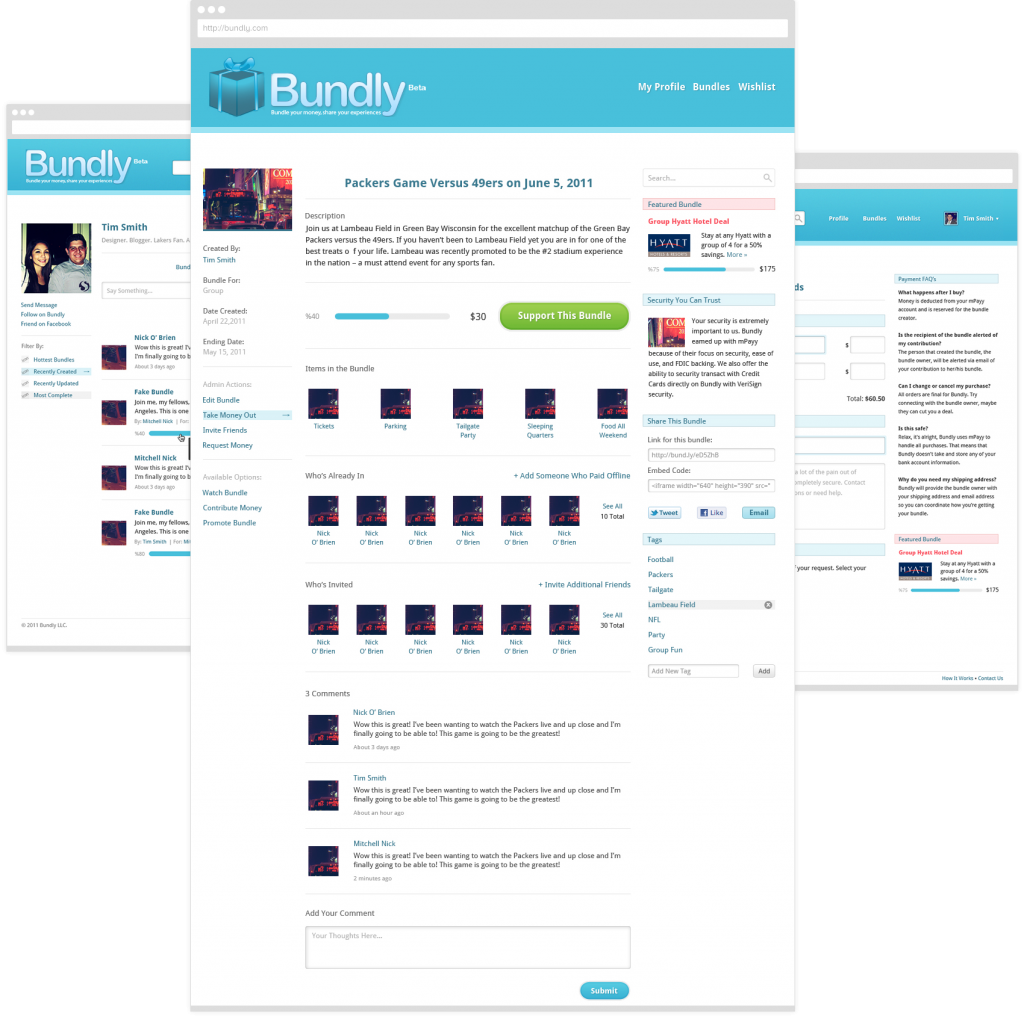 http://bundly.com
Bundly Beta
Bundle your money, share your experiences
My Profile Bundles Wishlist
Packers Game Versus 49ers on June 5, 2011
Created By:
Tim Smith
Bundle For:
Group
Date Created:
April 22,2011
Ending Date:
May 15, 2011
Admin Actions:
Edit Bundle
Take Money Out
Invite Friends
Request Money
Available Options:
Watch Bundle
Contribute Money
Promote Bundle
Description
Join us at Lambeau Field in Green Bay Wisconsin for the excellent matchup of the Green Bay
Packers versus the 49ers. If you haven't been to Lambeau Field yet you are in for one of the
best treats o f your life. Lambeau was recently promoted to be the #2 stadium experience
in the nation – a must attend event for any sports fan.
%40 $30 Support This Bundle
Items in the Bundle
Tickets
Parking
Tailgate
Party
Sleeping
Quarters
Food All
Weekend
Who's Already In + Add Someone Who Paid Offline
Nick
O' Brien
Nick
O' Brien
Nick
O' Brien
Nick
O' Brien
Nick
O' Brien
Nick
O' Brien
See All
10 Total
Who's Invited + Invite Additional Friends
Nick
O' Brien
Nick
O' Brien
Nick
O' Brien
Nick
O' Brien
Nick
O' Brien
Nick
O' Brien
See All
30 Total
3 Comments
Nick O' Brien
Wow this is great! I've been wanting to watch the Packers live and up close and I'm
finally going to be able to! This game is going to be the greatest!
About 3 days ago
Tim Smith
Wow this is great! I've been wanting to watch the Packers live and up close and I'm
finally going to be able to! This game is going to be the greatest!
About an hour ago
Mitchell Nick
Wow this is great! I've been wanting to watch the Packers live and up close and I'm
finally going to be able to! This game is going to be the greatest!
2 minutes ago
Add Your Comment
Your Thoughts Here...
Submit
Search...
Featured Bundle
Group Hyatt Hotel Deal
HYATT
HOTELS & RESORTS
Stay at any Hyatt with a
group of 4 for a 50%
savings. More »
%75 $175
Security You Can Trust
COM
Your security is extremely
important to us. Bundly
earned up with mPayy
because of their focus on security, ease of
use, and FDIC backing. We also offer the
ability to security transact with Credit
Cards directly on Bundly with VeriSign
security.
Share This Bundle
Link for this bundle:
http://bund.ly/e05ZhB
Embed Code:
<iframe width="640" height="390" src="
Tweet Like Email
Tags
Football
Packers
Tailgate
Lambeau Field
NFL
Party
Group Fun
Add New Tag Add
Bundly Beta
Bundle your money, share your experiences
Tim Smith
Designer. Blogger. Lakers Fan. A
Bund
Say Something...
Send Message
Follow on Bundly
Friend on Facebook
Filter By:
Hottest Bundles
Recently Created
Recently Updated
Most Complete
Nick O' Brien
Wow this is great! I'v
I'm finally going to b
About 3 days ago
Fake Bundle
Join me, my fellows,
Angeles. This is one
By: Mitchell Nick | For:
%40
Mitchell Nick
Wow this is great! I'v
I'm finally going to b
About 3 days ago
Fake Bundle
Join me, my fellows,
Angeles. This is one
By: Tim Smith | For: M
%80
© 2011 Bundly LLC.
Profile Bundles Wishlist Tim Smith
ds
$
$
Total: $60.50
a lot of the pain out of
ompletely secure. Contact
ons or need help.
f your request. Select your
Payment FAQ's
What happens after I buy?
Money is deducted from your mPayy
account and is reserved for the bundle
creator.
Is the recipient of the bundle alerted of
my contribution?
The person that created the bundle, the
bundle owner, will be alerted via email of
your contribution to her/his bundle.
Can I change or cancel my purchase?
All orders are final for Bundly. Try
connecting with the bundle owner, maybe
they can cut you a deal.
Is this safe?
Relax, it's alright, Bundly uses mPayy to
handle all purchases. That means that
Bundly doesn't take and store any of your
bank account information.
Why do you need my shipping address?
Bundly will provide the bundle owner with
your shipping address and email address
so you can coordinate how you're getting
your bundle.
Featured Bundle
Group Hyatt Hotel Deal
HYATT
Stay at any Hyatt with a
group of 4 for a 50%
savings. More »
%75 $175
How It Works • Contact Us